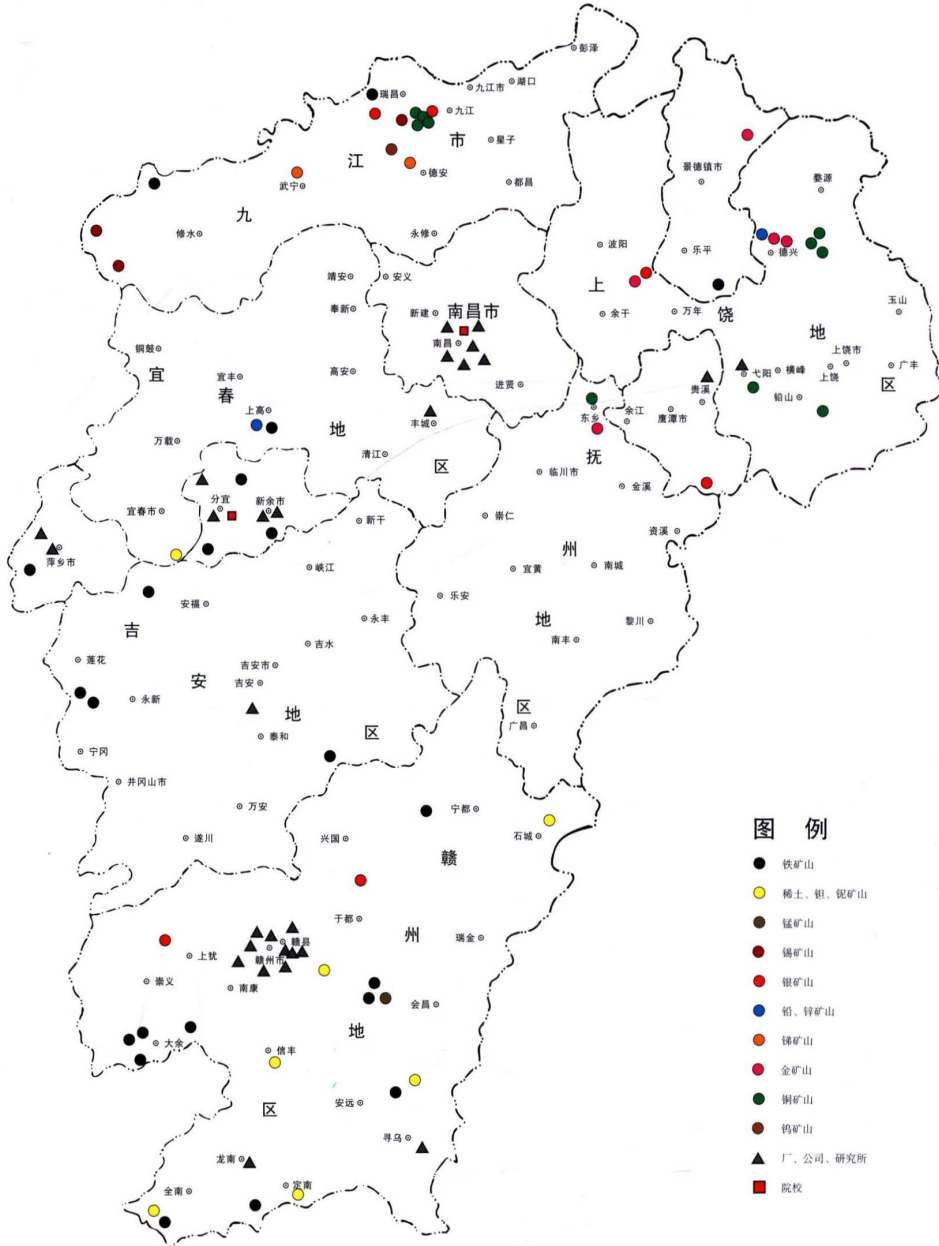 彭泽
湖口
九江市
瑞昌
九江
市
江
星子
德安
都昌
武宁
九
修水
永修
景德镇市
婺源
波阳
乐平
德兴
上
饶
地
区
余干
万年
玉山
上饶市
上饶
广丰
横峰
弋阳
铅山
贵溪
鹰潭市
余江
东乡
靖安
安义
奉新
新建
南昌市
南昌
进贤
铜鼓
宜丰
高安
宜
春
地
区
上高
丰城
万载
清江
抚
州
地
区
临川市
金溪
崇仁
资溪
宜黄
南城
乐安
南丰
黎川
广昌
分宜
新余市
宜春市
萍乡市
新干
峡江
安福
永丰
吉
安
地
区
吉水
莲花
吉安市
吉安
永新
泰和
宁冈
井冈山市
万安
遂川
兴国
宁都
石城
赣
州
地
区
于都
瑞金
赣县
赣州市
上犹
崇义
南康
会昌
大余
信丰
安远
寻乌
龙南
定南
全南
图 例
铁矿山
稀土、钽、铌矿山
锰矿山
锡矿山
银矿山
铅、锌矿山
锑矿山
金矿山
铜矿山
钨矿山
厂、公司、研究所
院校